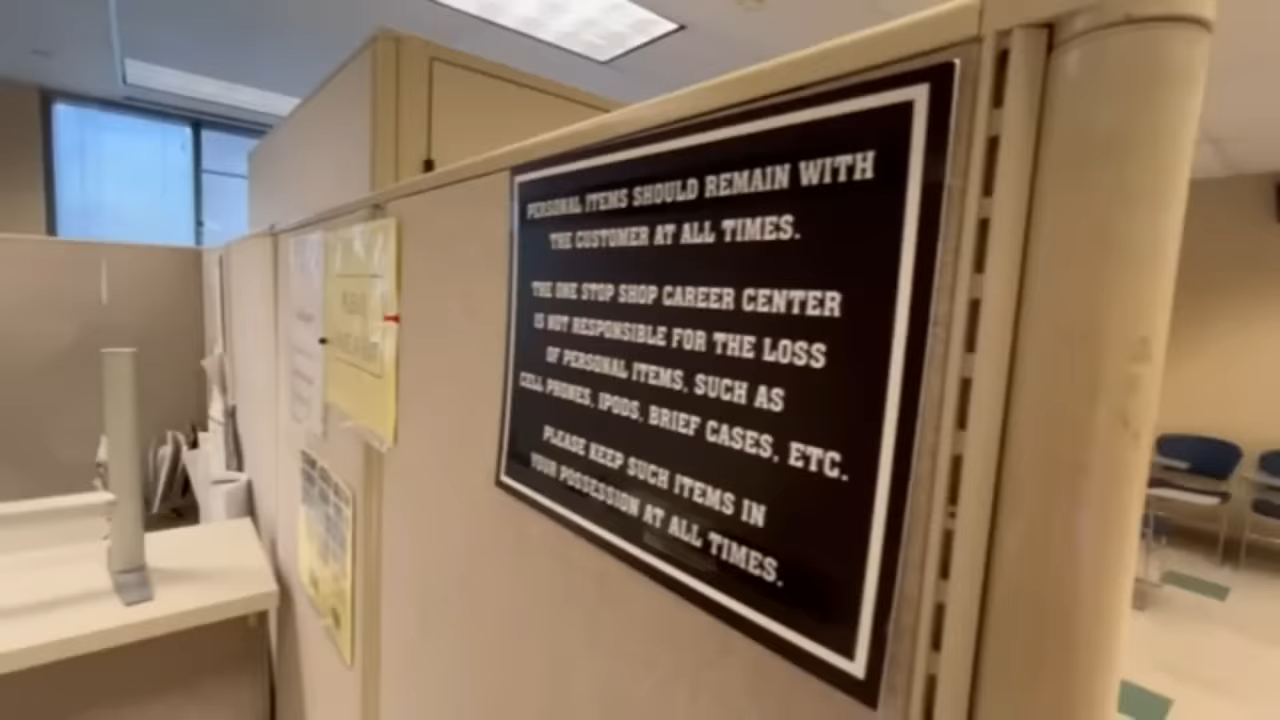 PERSONAL ITEMS SHOULD REMAIN WITH
THE CUSTOMER AT ALL TIMES.
THE ONE STOP SHOP CAREER CENTER
IS NOT RESPONSIBLE FOR THE LOSS
OF PERSONAL ITEMS, SUCH AS
CELL PHONES, IPODS, BRIEF CASES, ETC.
PLEASE KEEP SUCH ITEMS IN
YOUR POSSESSION AT ALL TIMES.